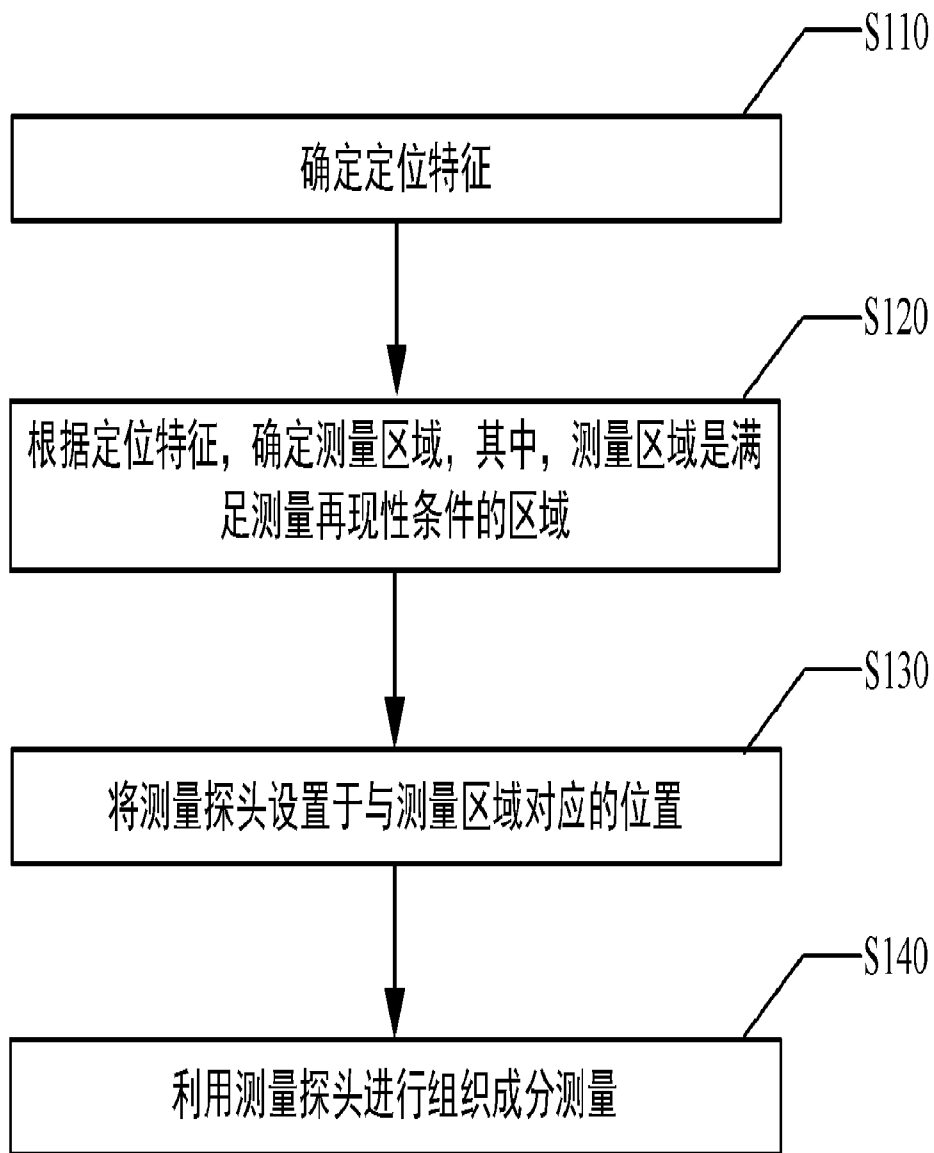 S110
确定定位特征
S120
根据定位特征，确定测量区域，其中，测量区域是满
足测量再现性条件的区域
S130
将测量探头设置于与测量区域对应的位置
S140
利用测量探头进行组织成分测量